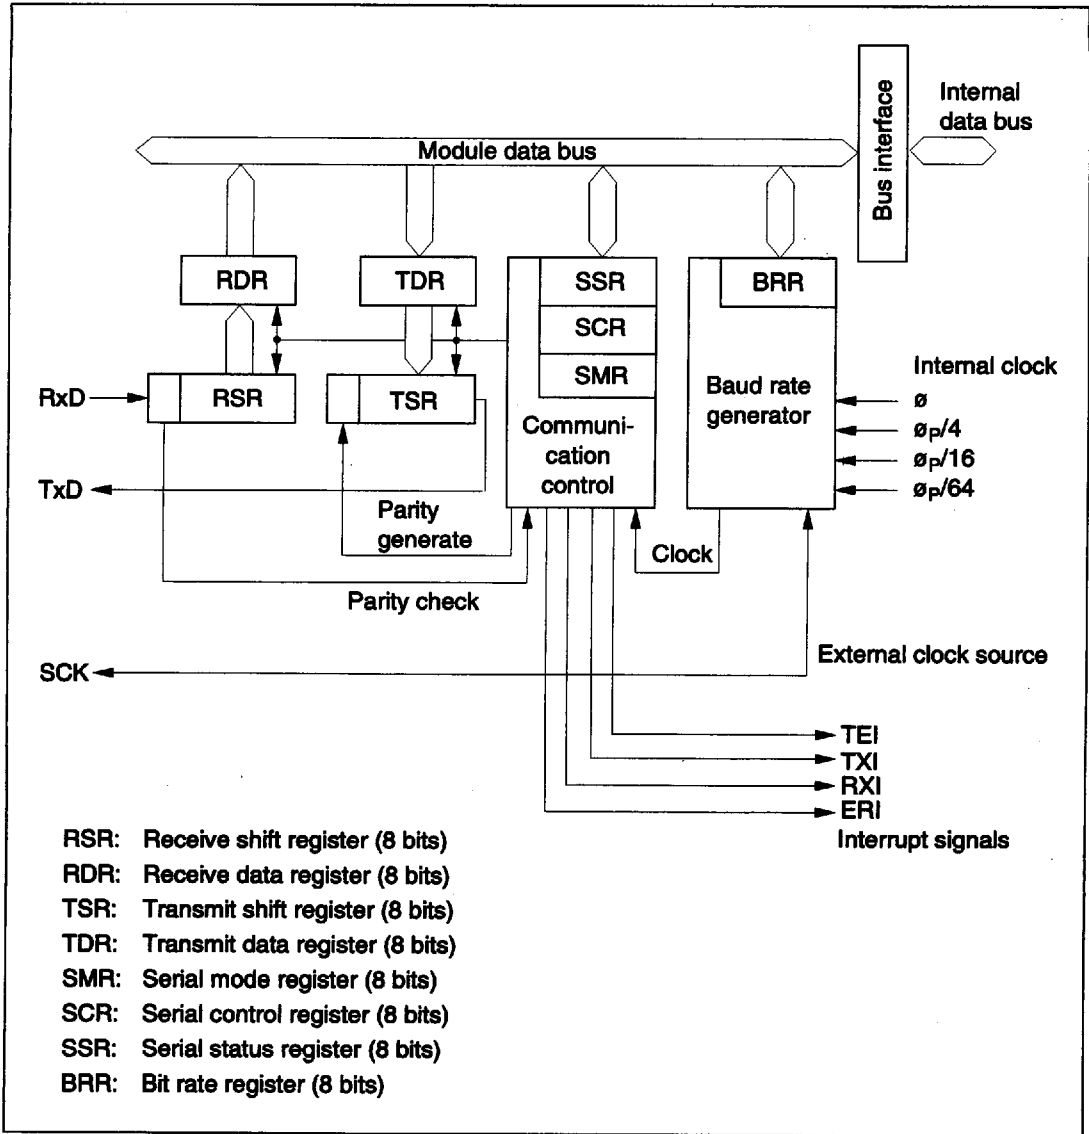 Internal
data bus
Bus interface
Module data bus
RDR
TDR
SSR
BRR
SCR
SMR
RxD
RSR
TSR
Communi-
cation
control
Baud rate
generator
Internal clock
ø
øP/4
øP/16
øP/64
TxD
Parity
generate
Clock
Parity check
External clock source
SCK
TEI
TXI
RXI
ERI
Interrupt signals
RSR: Receive shift register (8 bits)
RDR: Receive data register (8 bits)
TSR: Transmit shift register (8 bits)
TDR: Transmit data register (8 bits)
SMR: Serial mode register (8 bits)
SCR: Serial control register (8 bits)
SSR: Serial status register (8 bits)
BRR: Bit rate register (8 bits)